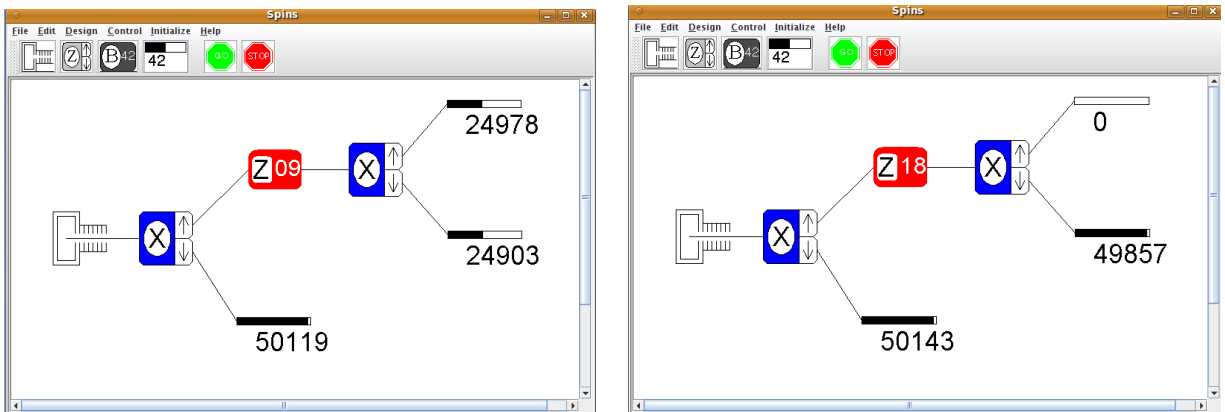 Spins
File Edit Design Control Initialize Help
Z B 42 42 GO STOP
24978
Z 09 X
X
24903
50119
Spins
File Edit Design Control Initialize Help
Z B 42 42 GO STOP
0
Z 18 X
X
49857
50143